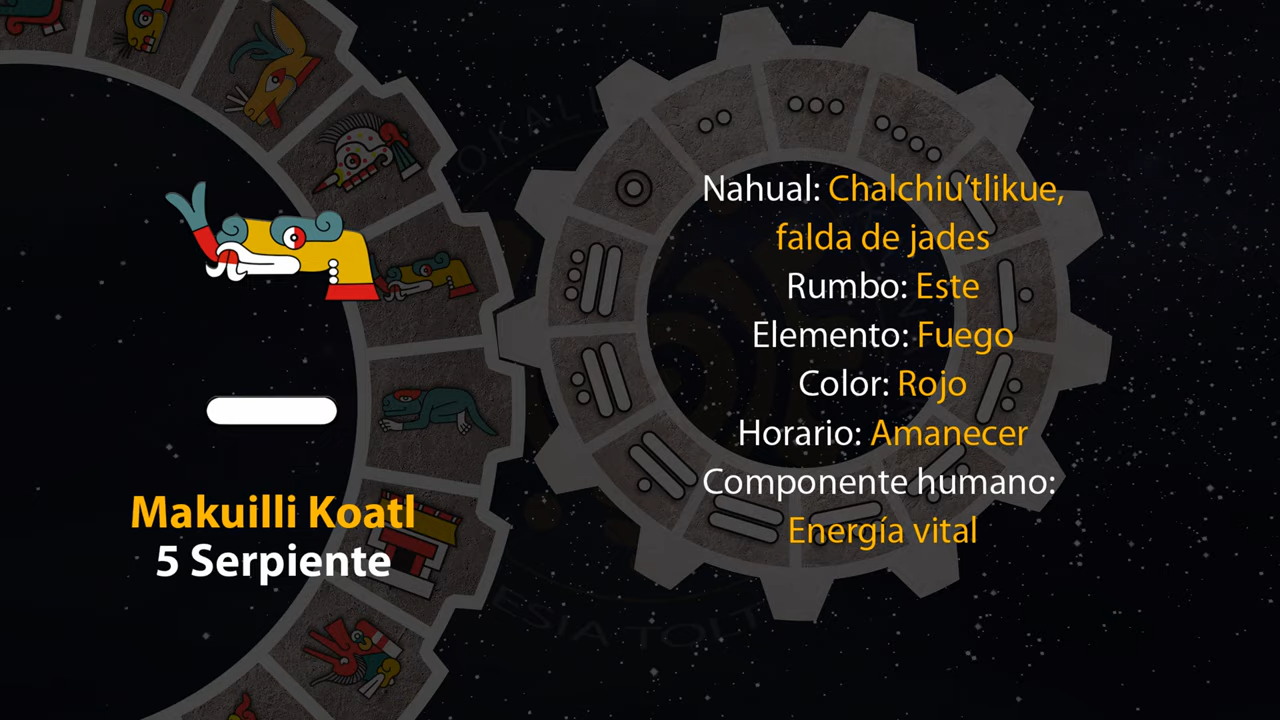 Makuilli Koatl
5 Serpiente
Nahual: Chalchiu’tlikue,
falda de jades
Rumbo: Este
Elemento: Fuego
Color: Rojo
Horario: Amanecer
Componente humano:
Energía vital